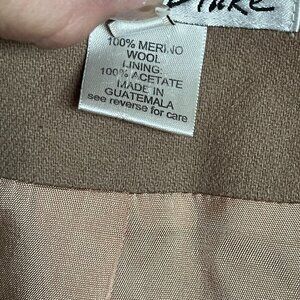 100% MERINO
WOOL
LINING:
100% ACETATE
MADE IN
GUATEMALA
see reverse for care